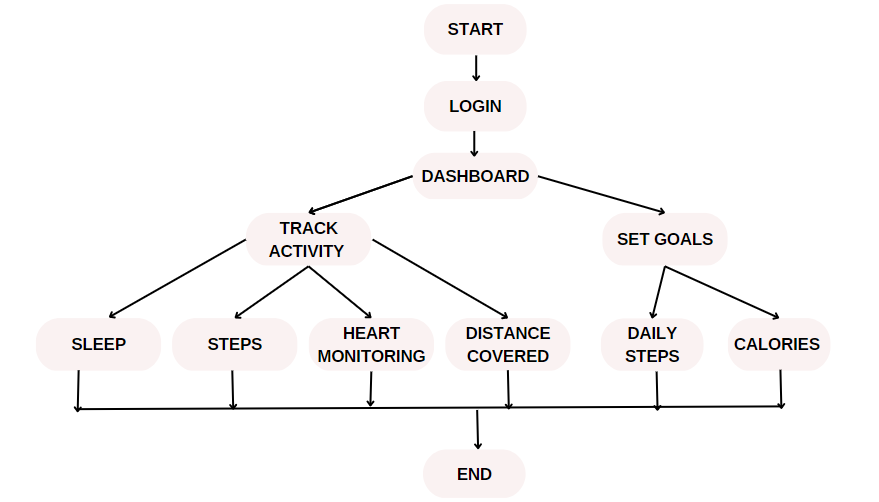 START
LOGIN
DASHBOARD
TRACK
ACTIVITY
SET GOALS
SLEEP
STEPS
HEART
MONITORING
DISTANCE
COVERED
DAILY
STEPS
CALORIES
END